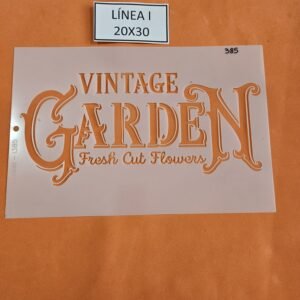 LÍNEA I
20X30
385
VINTAGE
GARDEN
Fresh Cut Flowers